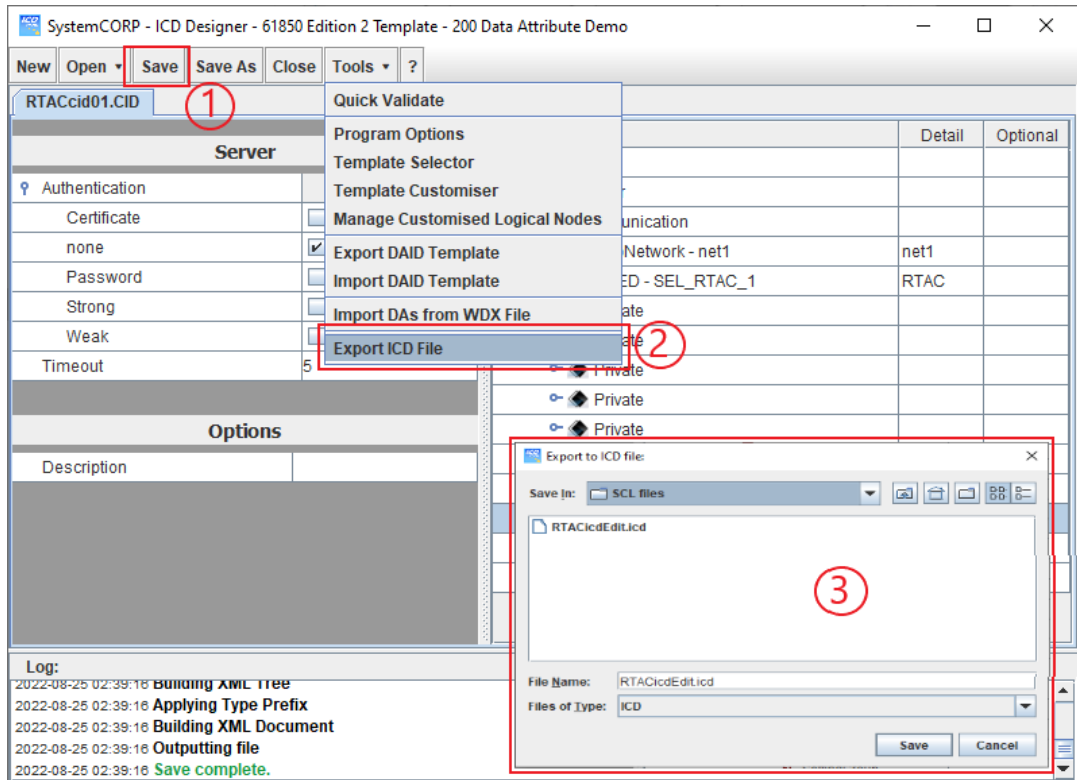 SystemCORP - ICD Designer - 61850 Edition 2 Template - 200 Data Attribute Demo
New Open Save Save As Close Tools ?
RTACcid01.CID
1
Quick Validate
Program Options
Template Selector
Template Customiser
Manage Customised Logical Nodes
Export DAID Template
Import DAID Template
Import DAs from WDX File
Export ICD File
2
Server
Authentication
Certificate
none
Password
Strong
Weak
Timeout 5
Options
Description
Detail Optional
net1 net1
SEL_RTAC_1 RTAC
Private
Private
Private
Export to ICD file:
Save In: SCL files
RTACicdEdit.icd
3
File Name: RTACicdEdit.icd
Files of Type: ICD
Save Cancel
Log:
2022-08-25 02:39:16 Building XML Tree
2022-08-25 02:39:16 Applying Type Prefix
2022-08-25 02:39:16 Building XML Document
2022-08-25 02:39:16 Outputting file
2022-08-25 02:39:16 Save complete.